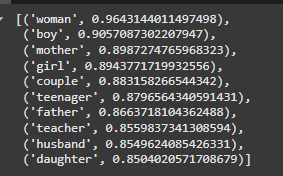 [('woman', 0.9643144011497498),
('boy', 0.9057087302207947),
('mother', 0.8987274765968323),
('girl', 0.8943771719932556),
('couple', 0.883158266544342),
('teenager', 0.8796564340591431),
('father', 0.8663718104362488),
('teacher', 0.8559837341308594),
('husband', 0.8549624085426331),
('daughter', 0.8504020571708679)]